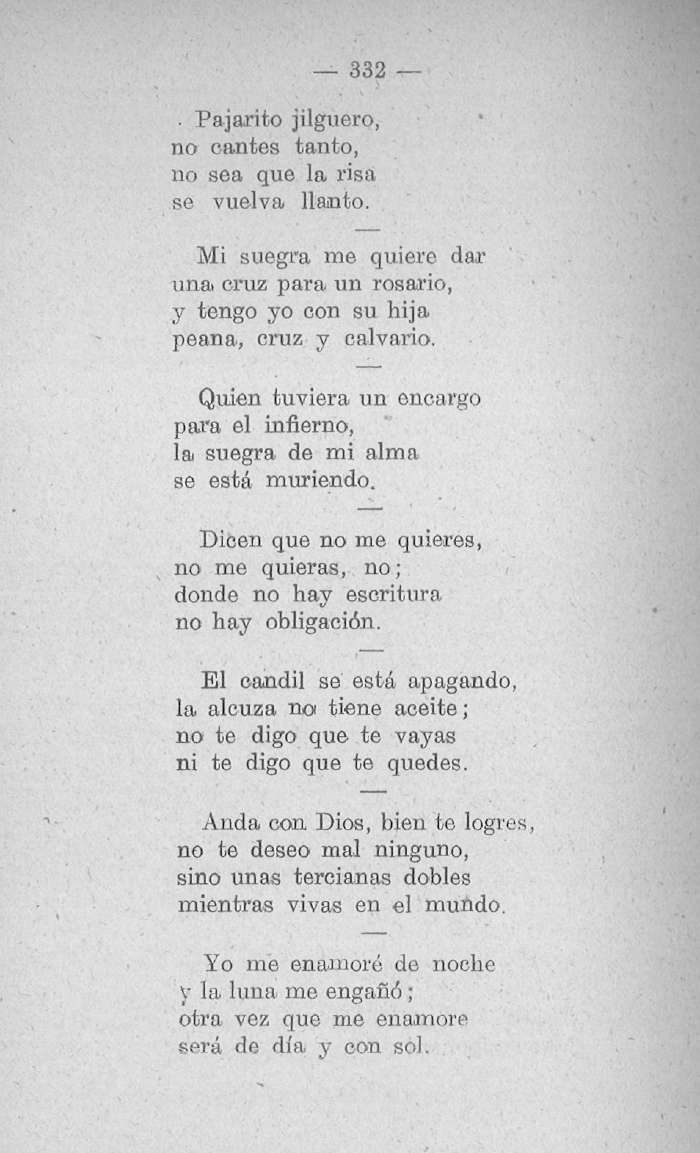 — 332 —
Pajarito jilguero,
no cantes tanto,
no sea que la risa
se vuelva llanto.
Mi suegra me quiere dar
una cruz para un rosario,
y tengo yo con su hija
peana, cruz y calvario.
Quien tuviera un encargo
para el infierno,
la suegra de mi alma
se está muriendo.
Dicen que no me quieres,
no me quieras, no;
donde no hay escritura
no hay obligación.
El candil se está apagando,
la alcuza no tiene aceite;
no te digo que te vayas
ni te digo que te quedes.
Anda con Dios, bien te logres,
no te deseo mal ninguno,
sino unas tercianas dobles
mientras vivas en el mundo.
Yo me enamoré de noche
y la luna me engañó;
otra vez que me enamore
será de día y con sol.